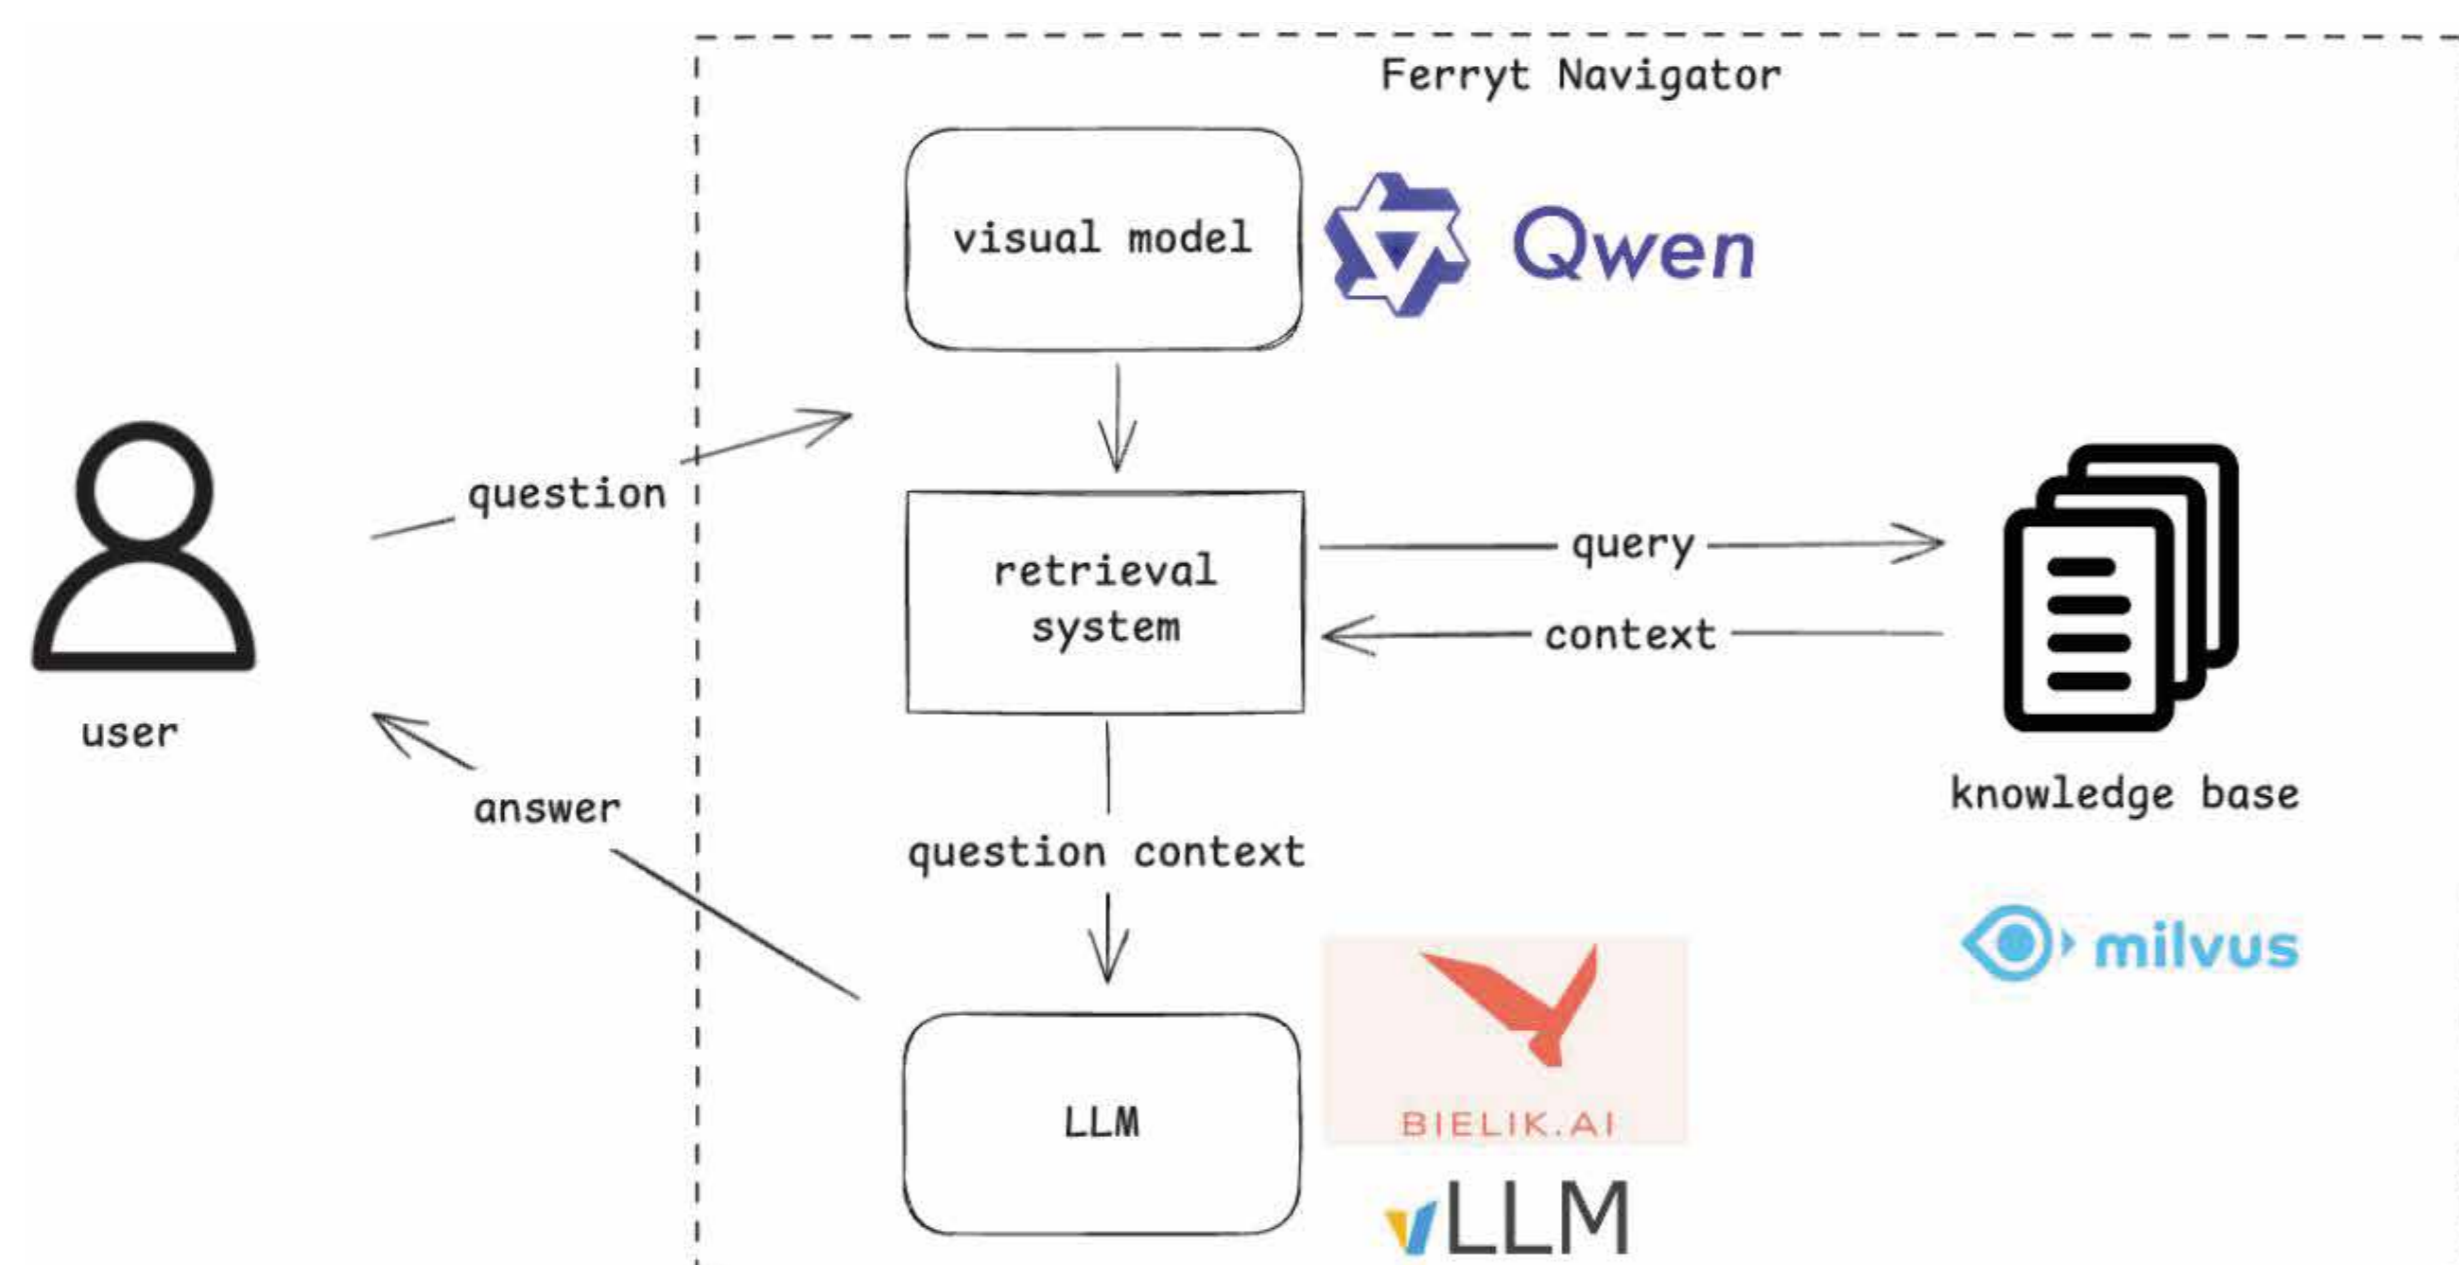 Ferryt Navigator
visual model
Qwen
question
retrieval
system
query
context
user
answer
knowledge base
question context
milvus
LLM
BIELIK.AI
vLLM